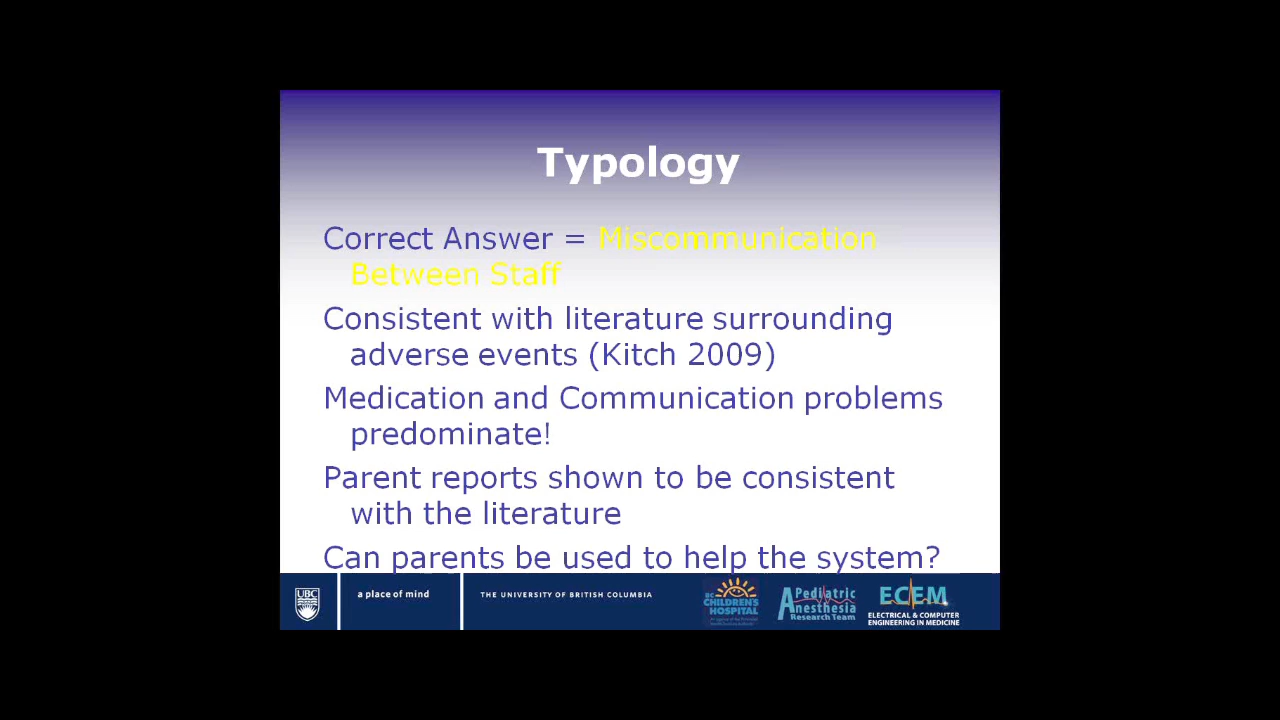 Typology
Correct Answer = Miscommunication
Between Staff
Consistent with literature surrounding
adverse events (Kitch 2009)
Medication and Communication problems
predominate!
Parent reports shown to be consistent
with the literature
Can parents be used to help the system?
UBC
a place of mind
THE UNIVERSITY OF BRITISH COLUMBIA
BC
CHILDREN'S
HOSPITAL
Pediatric
Anesthesia
Research Team
ECEM
ELECTRICAL & COMPUTER
ENGINEERING IN MEDICINE